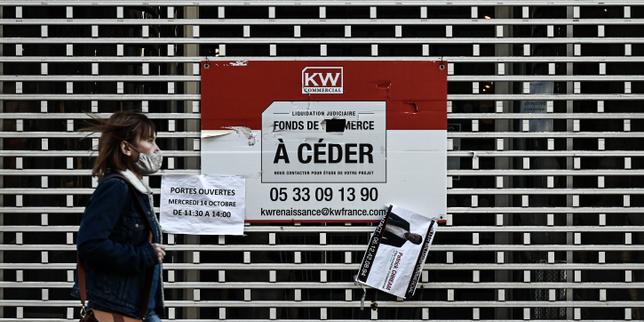 KW
COMMERCIAL
LIQUIDATION JUDICIAIRE
FONDS DE MERCE
À CÉDER
NOUS CONTACTER POUR ÉTUDE DE VOTRE PROJET
05 33 09 13 90
kwrenaissance@kwfrance.com
PORTES OUVERTES
MERCREDI 14 OCTOBRE
DE 11:30 A 14:00